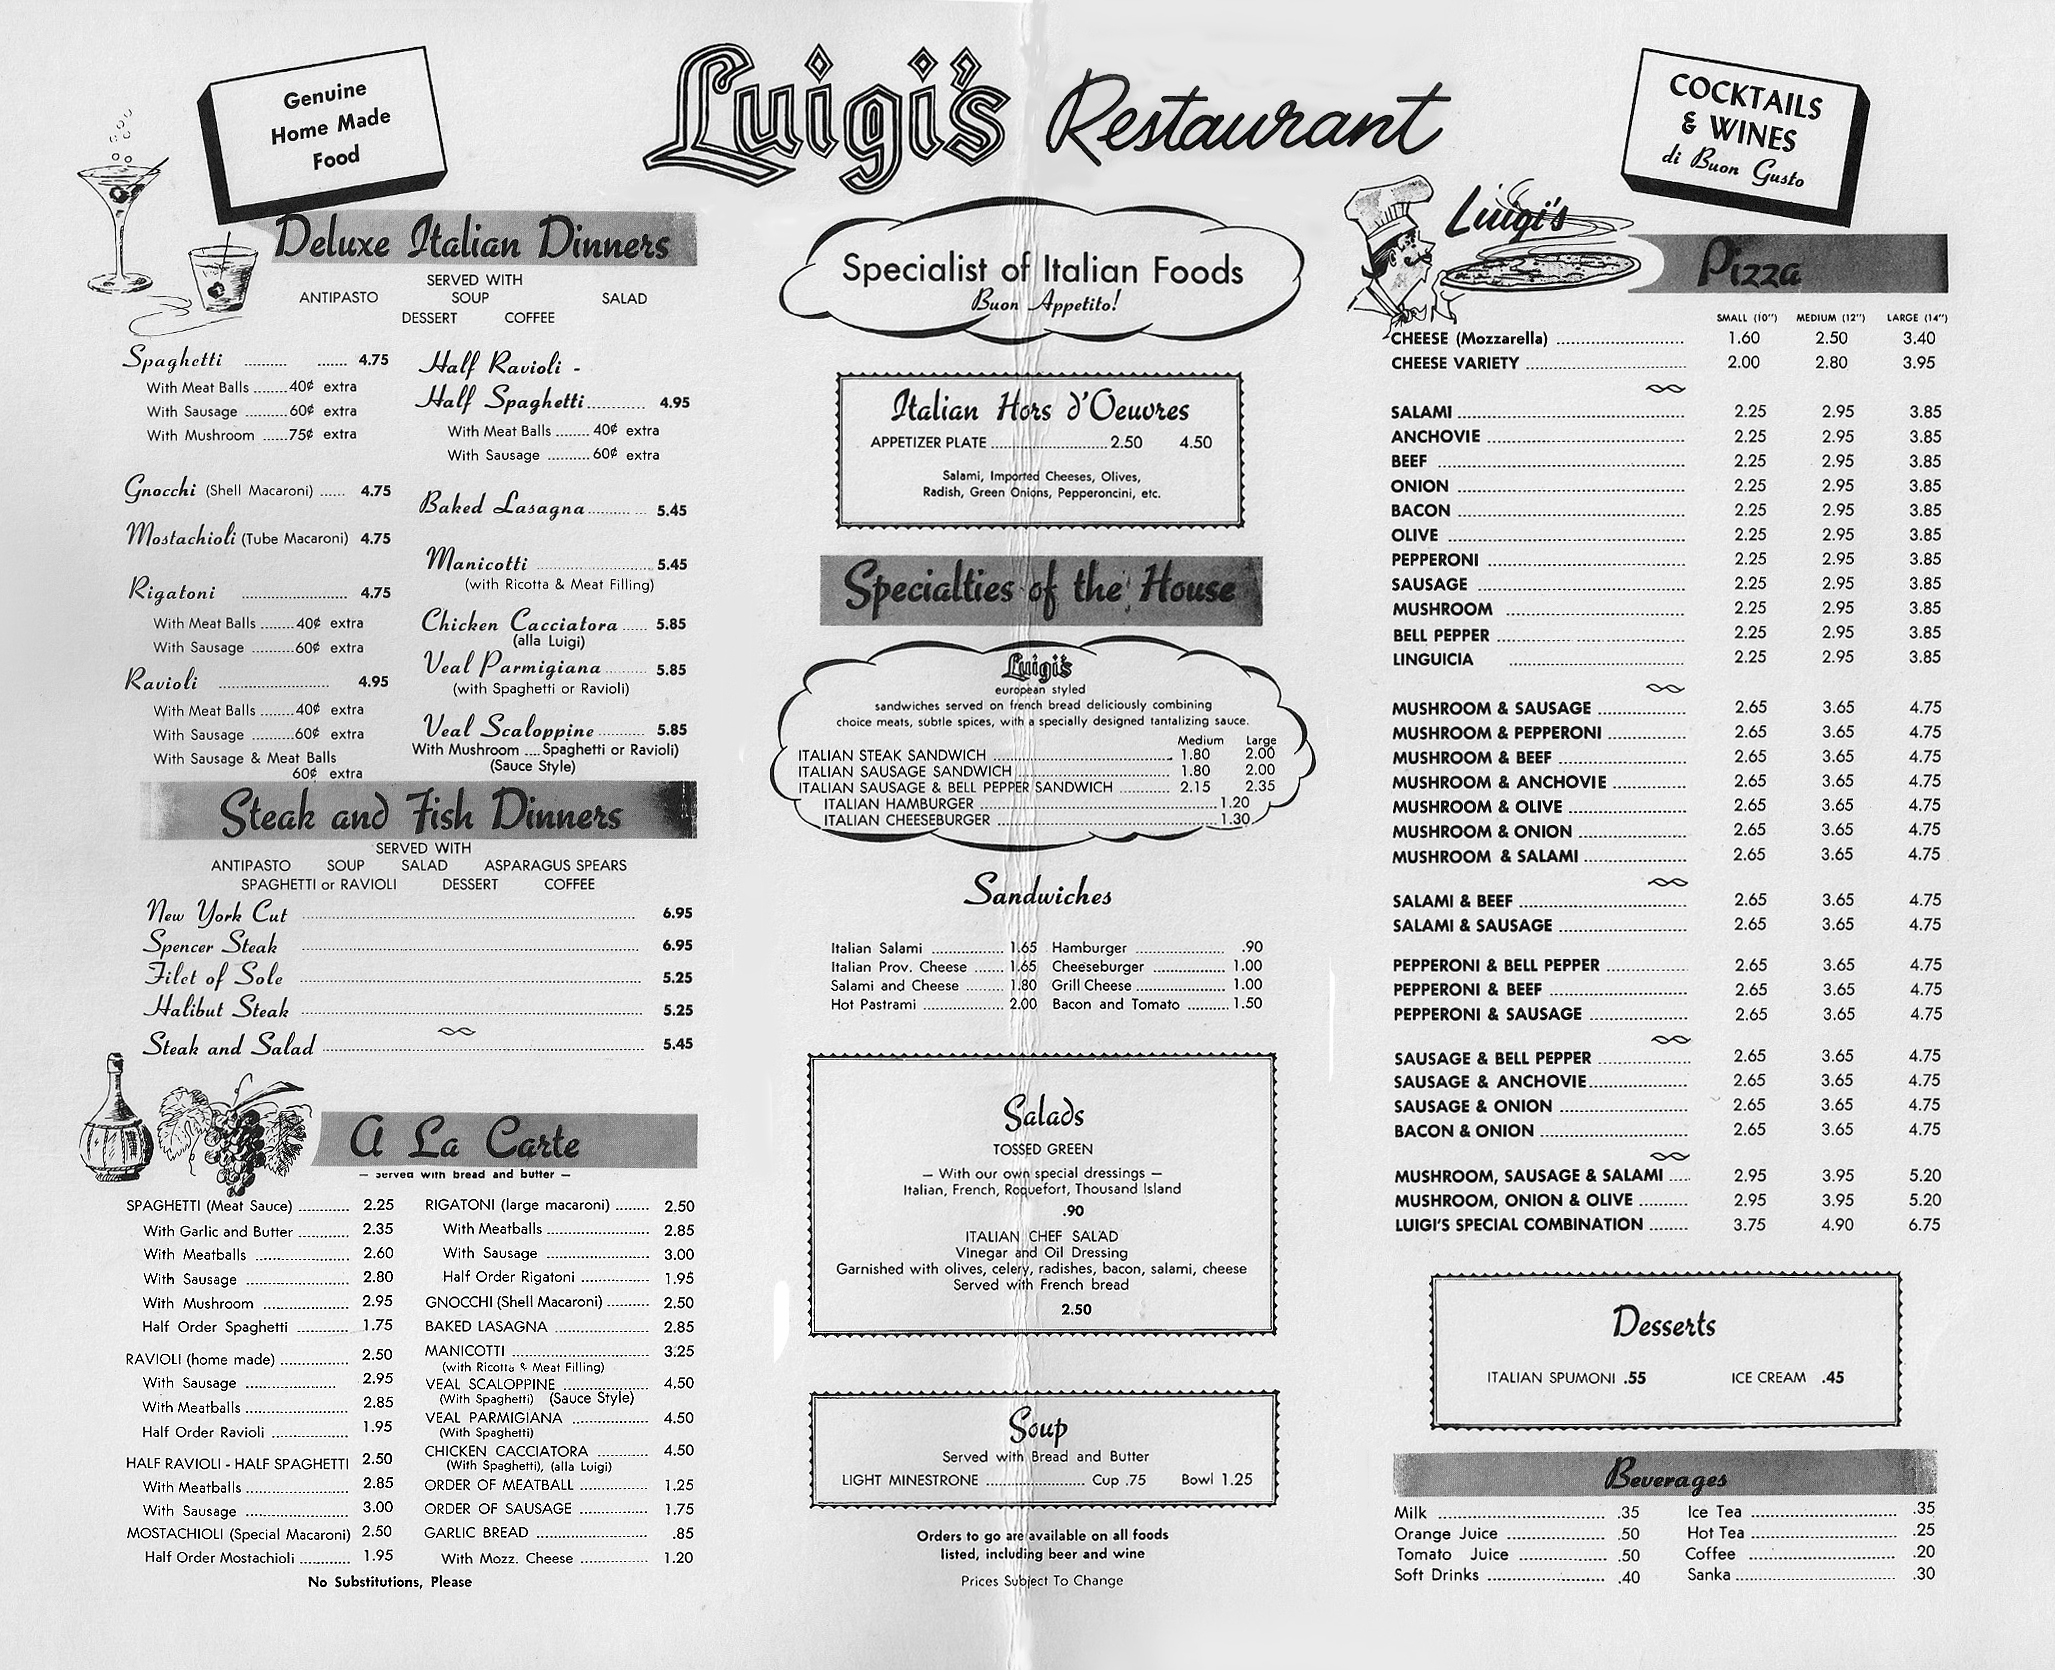 Genuine
Home Made
Food
Luigi's Restaurant
COCKTAILS
& WINES
di Buon Gusto
Deluxe Italian Dinners
SERVED WITH
ANTIPASTO SOUP SALAD
DESSERT COFFEE
Spaghetti .......... ...... 4.75
With Meat Balls ....... 40¢ extra
With Sausage .......... 60¢ extra
With Mushroom ...... 75¢ extra
Gnocchi (Shell Macaroni) ...... 4.75
Mostachioli (Tube Macaroni) 4.75
Rigatoni .......................... 4.75
With Meat Balls ........ 40¢ extra
With Sausage .......... 60¢ extra
Ravioli .......................... 4.95
With Meat Balls ........ 40¢ extra
With Sausage .......... 60¢ extra
With Sausage & Meat Balls
60¢ extra
Half Ravioli -
Half Spaghetti .............. 4.95
With Meat Balls ........ 40¢ extra
With Sausage .......... 60¢ extra
Baked Lasagna .............. 5.45
Manicotti .......................... 5.45
(with Ricotta & Meat Filling)
Chicken Cacciatora ...... 5.85
(alla Luigi)
Veal Parmigiana .......... 5.85
(with Spaghetti or Ravioli)
Veal Scaloppine ........... 5.85
With Mushroom .... Spaghetti or Ravioli)
(Sauce Style)
Steak and Fish Dinners
SERVED WITH
ANTIPASTO SOUP SALAD ASPARAGUS SPEARS
SPAGHETTI or RAVIOLI DESSERT COFFEE
New York Cut .......................... 6.95
Spencer Steak .......................... 6.95
Filet of Sole .......................... 5.25
Halibut Steak .......................... 5.25
Steak and Salad .......................... 5.45
A La Carte
— served with bread and butter —
SPAGHETTI (Meat Sauce) ............ 2.25
With Garlic and Butter ............ 2.35
With Meatballs ...................... 2.60
With Sausage ........................ 2.80
With Mushroom .................... 2.95
Half Order Spaghetti ............ 1.75
RAVIOLI (home made) ................ 2.50
With Sausage ........................ 2.95
With Meatballs ........................ 2.85
Half Order Ravioli .................. 1.95
HALF RAVIOLI - HALF SPAGHETTI 2.50
With Meatballs ........................ 2.85
With Sausage ........................ 3.00
MOSTACHIOLI (Special Macaroni) 2.50
Half Order Mostachioli ............ 1.95
RIGATONI (large macaroni) ........ 2.50
With Meatballs ........................ 2.85
With Sausage ........................ 3.00
Half Order Rigatoni ................ 1.95
GNOCCHI (Shell Macaroni) .......... 2.50
BAKED LASAGNA ...................... 2.85
MANICOTTI ................................ 3.25
(with Ricotta & Meat Filling)
VEAL SCALOPPINE .................... 4.50
(With Spaghetti) (Sauce Style)
VEAL PARMIGIANA .................. 4.50
(With Spaghetti)
CHICKEN CACCIATORA ............ 4.50
(With Spaghetti), (alla Luigi)
ORDER OF MEATBALL ................ 1.25
ORDER OF SAUSAGE .................. 1.75
GARLIC BREAD .......................... .85
With Mozz. Cheese ................ 1.20
No Substitutions, Please
Specialist of Italian Foods
Buon Appetito!
Italian Hors d'Oeuvres
APPETIZER PLATE .......................... 2.50 4.50
Salami, Imported Cheeses, Olives,
Radish, Green Onions, Pepperoncini, etc.
Specialties of the House
Luigi's
european styled
sandwiches served on french bread deliciously combining
choice meats, subtle spices, with a specially designed tantalizing sauce.
Medium Large
ITALIAN STEAK SANDWICH .......................... 1.80 2.00
ITALIAN SAUSAGE SANDWICH .......................... 1.80 2.00
ITALIAN SAUSAGE & BELL PEPPER SANDWICH ............ 2.15 2.35
ITALIAN HAMBURGER .......................... 1.20
ITALIAN CHEESEBURGER .......................... 1.30
Sandwiches
Italian Salami .................. 1.65 Hamburger ...................... .90
Italian Prov. Cheese ....... 1.65 Cheeseburger ................. 1.00
Salami and Cheese ......... 1.80 Grill Cheese ...................... 1.00
Hot Pastrami .................... 2.00 Bacon and Tomato .......... 1.50
Salads
TOSSED GREEN
— With our own special dressings —
Italian, French, Roquefort, Thousand Island
.90
ITALIAN CHEF SALAD
Vinegar and Oil Dressing
Garnished with olives, celery, radishes, bacon, salami, cheese
Served with French bread
2.50
Soup
Served with Bread and Butter
LIGHT MINESTRONE ........................ Cup .75 Bowl 1.25
Orders to go are available on all foods
listed, including beer and wine
Prices Subject To Change
Luigi's Pizza
SMALL (10") MEDIUM (12") LARGE (14")
CHEESE (Mozzarella) .......................... 1.60 2.50 3.40
CHEESE VARIETY .......................... 2.00 2.80 3.95
SALAMI .......................... 2.25 2.95 3.85
ANCHOVIE .......................... 2.25 2.95 3.85
BEEF .......................... 2.25 2.95 3.85
ONION .......................... 2.25 2.95 3.85
BACON .......................... 2.25 2.95 3.85
OLIVE .......................... 2.25 2.95 3.85
PEPPERONI .......................... 2.25 2.95 3.85
SAUSAGE .......................... 2.25 2.95 3.85
MUSHROOM .......................... 2.25 2.95 3.85
BELL PEPPER .......................... 2.25 2.95 3.85
LINGUICIA .......................... 2.25 2.95 3.85
MUSHROOM & SAUSAGE .................... 2.65 3.65 4.75
MUSHROOM & PEPPERONI .................. 2.65 3.65 4.75
MUSHROOM & BEEF .......................... 2.65 3.65 4.75
MUSHROOM & ANCHOVIE .................. 2.65 3.65 4.75
MUSHROOM & OLIVE .......................... 2.65 3.65 4.75
MUSHROOM & ONION ........................ 2.65 3.65 4.75
MUSHROOM & SALAMI ........................ 2.65 3.65 4.75
SALAMI & BEEF .......................... 2.65 3.65 4.75
SALAMI & SAUSAGE .......................... 2.65 3.65 4.75
PEPPERONI & BELL PEPPER .................. 2.65 3.65 4.75
PEPPERONI & BEEF .......................... 2.65 3.65 4.75
PEPPERONI & SAUSAGE ...................... 2.65 3.65 4.75
SAUSAGE & BELL PEPPER .................... 2.65 3.65 4.75
SAUSAGE & ANCHOVIE ...................... 2.65 3.65 4.75
SAUSAGE & ONION .......................... 2.65 3.65 4.75
BACON & ONION .......................... 2.65 3.65 4.75
MUSHROOM, SAUSAGE & SALAMI ..... 2.95 3.95 5.20
MUSHROOM, ONION & OLIVE ............ 2.95 3.95 5.20
LUIGI'S SPECIAL COMBINATION ........ 3.75 4.90 6.75
Desserts
ITALIAN SPUMONI .55 ICE CREAM .45
Beverages
Milk .......................... .35 Ice Tea .......................... .35
Orange Juice .................... .50 Hot Tea .......................... .25
Tomato Juice .................... .50 Coffee .......................... .20
Soft Drinks ...................... .40 Sanka .......................... .30